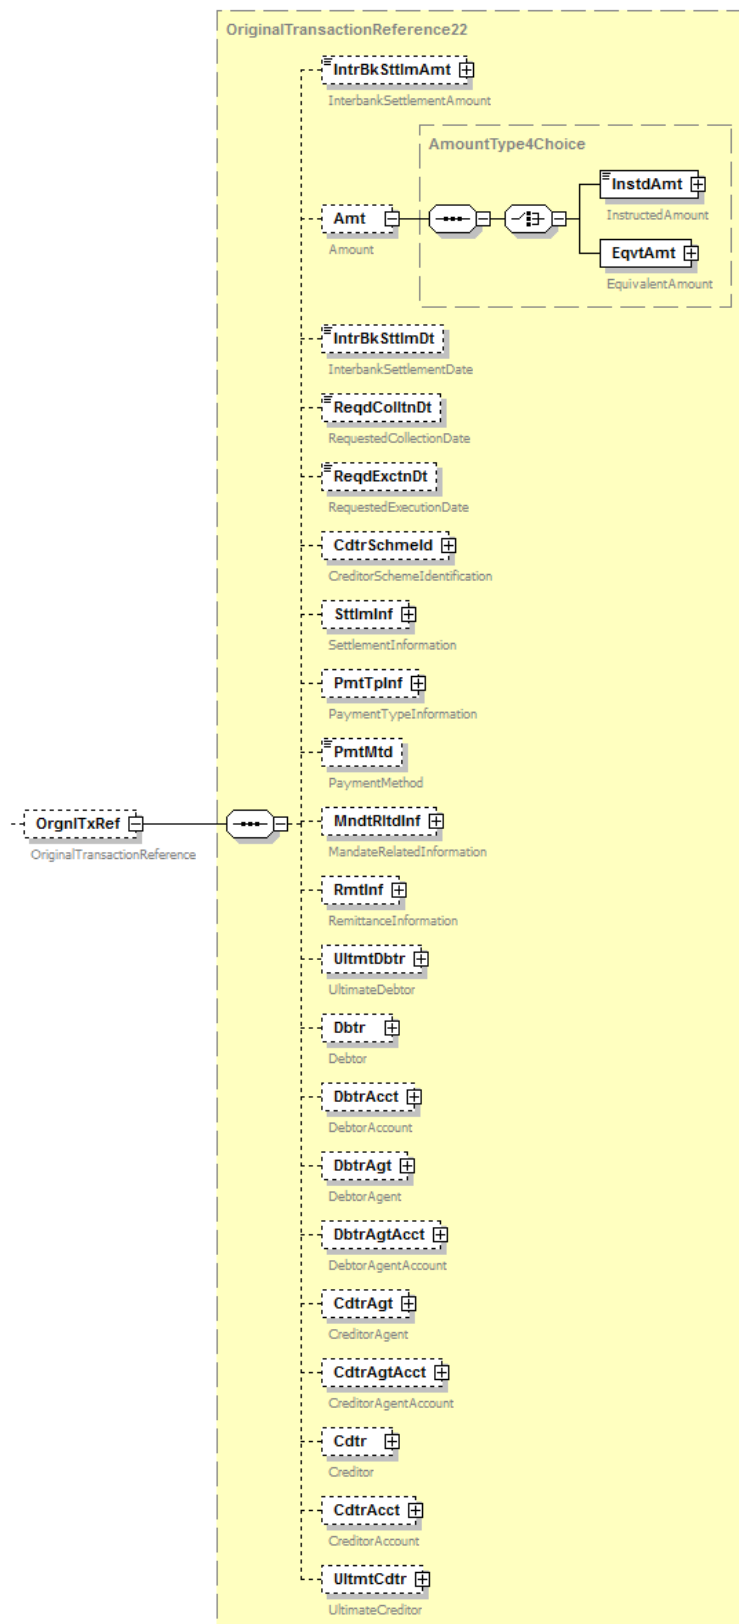 OriginalTransactionReference22
IntrBkSttlmAmt
InterbankSettlementAmount
AmountType4Choice
InstdAmt
InstructedAmount
Amt
Amount
EqvtAmt
EquivalentAmount
IntrBkSttlmDt
InterbankSettlementDate
ReqdColltnDt
RequestedCollectionDate
ReqdExctnDt
RequestedExecutionDate
CdtrSchmeId
CreditorSchemeIdentification
SttlmInf
SettlementInformation
PmtTpInf
PaymentTypeInformation
PmtMtd
PaymentMethod
OrgnlTxRef
OriginalTransactionReference
MndtRltdInf
MandateRelatedInformation
RmtInf
RemittanceInformation
UltmtDbtr
UltimateDebtor
Dbtr
Debtor
DbtrAcct
DebtorAccount
DbtrAgt
DebtorAgent
DbtrAgtAcct
DebtorAgentAccount
CdtrAgt
CreditorAgent
CdtrAgtAcct
CreditorAgentAccount
Cdtr
Creditor
CdtrAcct
CreditorAccount
UltmtCdtr
UltimateCreditor